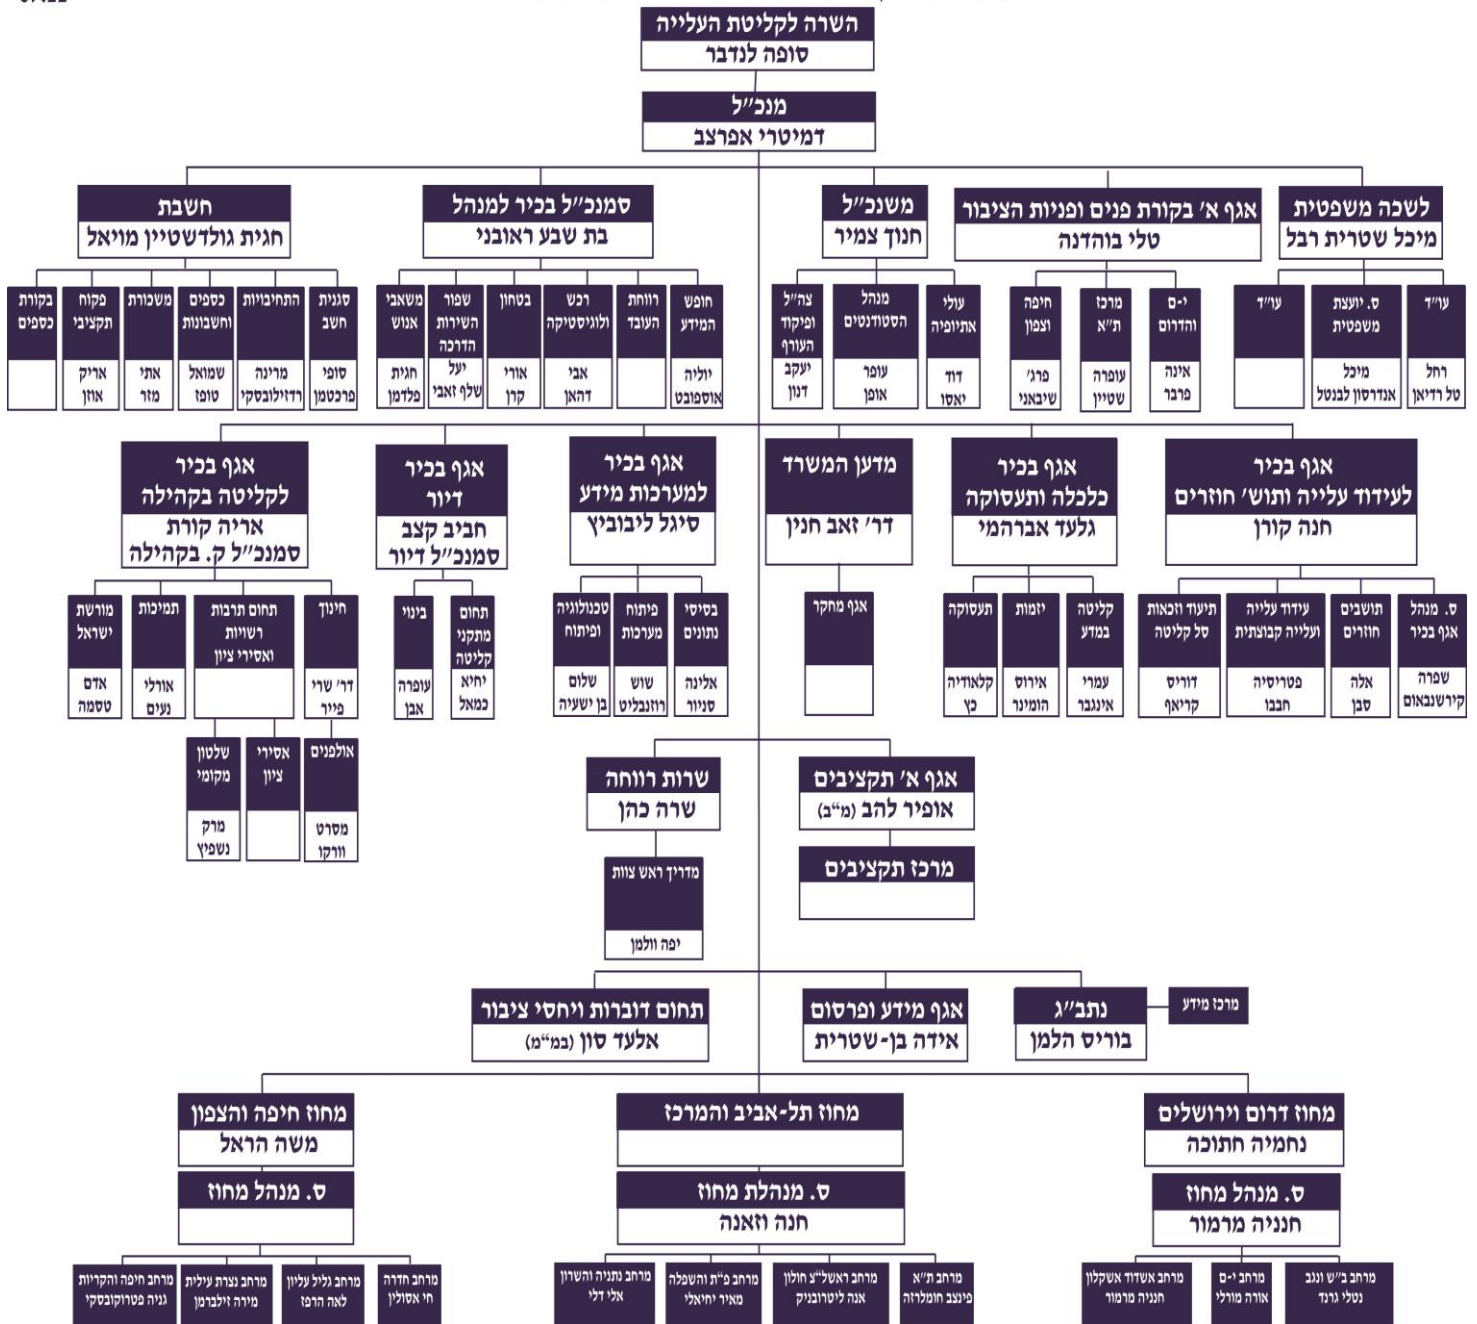 השרה לקליטת העלייה
סופה לנדבר
מנכ״ל
דמיטרי אפרצב
לשכה משפטית
מיכל שטרית רבל
עו״ד
רחל
טל רדיאן
ס. יועצת
משפטית
מיכל
אנדרסון לבנטל
עו״ד
אגף א׳ בקורת פנים ופניות הציבור
טלי בוהדנה
י-ם
והדרום
אינה
פרבר
מרכז
ת״א
עופרה
שטיין
חיפה
וצפון
פרג׳
שיבאני
משנכ״ל
חנוך צמיר
עולי
אתיופיה
דוד
יאסו
מנהל
הסטודנטים
עופר
אופן
צה״ל
ופיקוד
העורף
יעקב
דנון
סמנכ״ל בכיר למנהל
בת שבע ראובני
חופש
המידע
יוליה
אוספובט
רווחת
העובד
רכש
ולוגיסטיקה
אבי
דהאן
בטחון
אורי
קרן
שפור
השירות
הדרכה
יעל
שלף זאבי
משאבי
אנוש
חגית
פלדמן
חשבת
חגית גולדשטיין מויאל
סגנית
חשב
סופי
פרכטמן
התחיבויות
מרינה
רדזילובסקי
כספים
וחשבונות
שמואל
טופז
משכורת
אתי
מזר
פקוח
תקציבי
אריק
אוזן
בקורת
כספים
אגף בכיר
לעידוד עלייה ותוש׳ חוזרים
חנה קורן
ס. מנהל
אגף בכיר
שפרה
קירשנבאום
תושבים
חוזרים
אלה
סבן
עידוד עלייה
ועלייה קבוצתית
פטריסיה
חבבו
תיעוד וזכאות
סל קליטה
דוריס
קריאף
אגף בכיר
כלכלה ותעסוקה
גלעד אברהמי
קליטה
במדע
עמרי
אינגבר
יזמות
אירוס
הומינר
תעסוקה
קלאודיה
כץ
מדען המשרד
דר׳ זאב חנין
אגף מחקר
אגף בכיר
למערכות מידע
סיגל ליבוביץ
בסיסי
נתונים
אלינה
סניור
פיתוח
מערכות
שוש
רוזנבליט
טכנולוגיה
ופיתוח
שלום
בן ישעיה
אגף בכיר
דיור
חביב קצב
סמנכ״ל דיור
תחום
מתקני
קליטה
יחיא
כמאל
בינוי
עופרה
אבן
אגף בכיר
לקליטה בקהילה
אריה קורת
סמנכ״ל ק. בקהילה
חינוך
דר׳ שרי
פייר
תחום תרבות
רשויות
ואסירי ציון
תמיכות
אורלי
נעים
מורשת
ישראל
אדם
טסמה
אולפנים
מסרט
וורקו
אסירי
ציון
שלטון
מקומי
מרק
נשפיץ
אגף א׳ תקציבים
אופיר להב (מ״ב)
מרכז תקציבים
שרות רווחה
שרה כהן
מדריך ראש צוות
יפה וולמן
מרכז מידע
נתב״ג
בוריס הלמן
אגף מידע ופרסום
אידה בן-שטרית
תחום דוברות ויחסי ציבור
אלעד סון (במ״מ)
מחוז דרום וירושלים
נחמיה חתוכה
ס. מנהל מחוז
חנניה מרמור
מרחב ב״ש ונגב
נטלי גרנד
מרחב י-ם
אורה מורלי
מרחב אשדוד אשקלון
חנניה מרמור
מחוז תל-אביב והמרכז
ס. מנהלת מחוז
חנה וזאנה
מרחב ת״א
פינצב חומלרזה
מרחב ראשל״צ חולון
אנה ליטרובניק
מרחב פ״ת והשפלה
מאיר יחיאלי
מרחב נתניה והשרון
אלי דלי
מחוז חיפה והצפון
משה הראל
ס. מנהל מחוז
מרחב חדרה
חי אסולין
מרחב גליל עליון
לאה הרפז
מרחב נצרת עילית
מירה זילברמן
מרחב חיפה והקריות
גניה פטרוקובסקי